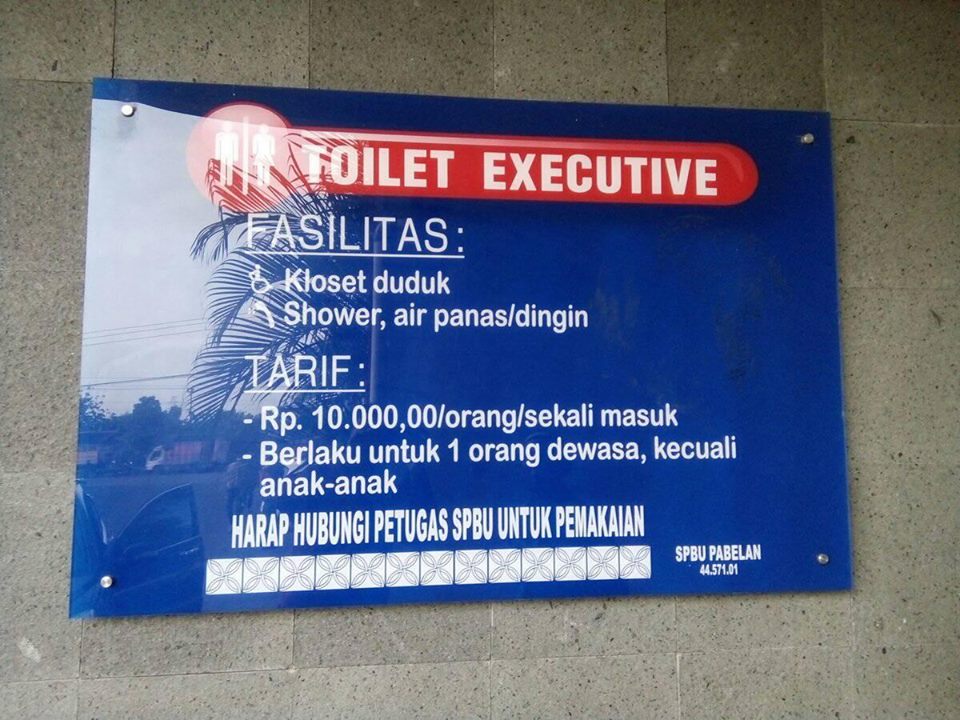 TOILET EXECUTIVE
FASILITAS :
Kloset duduk
Shower, air panas/dingin
TARIF :
- Rp. 10.000,00/orang/sekali masuk
- Berlaku untuk 1 orang dewasa, kecuali
anak-anak
HARAP HUBUNGI PETUGAS SPBU UNTUK PEMAKAIAN
SPBU PABELAN
44.571.01